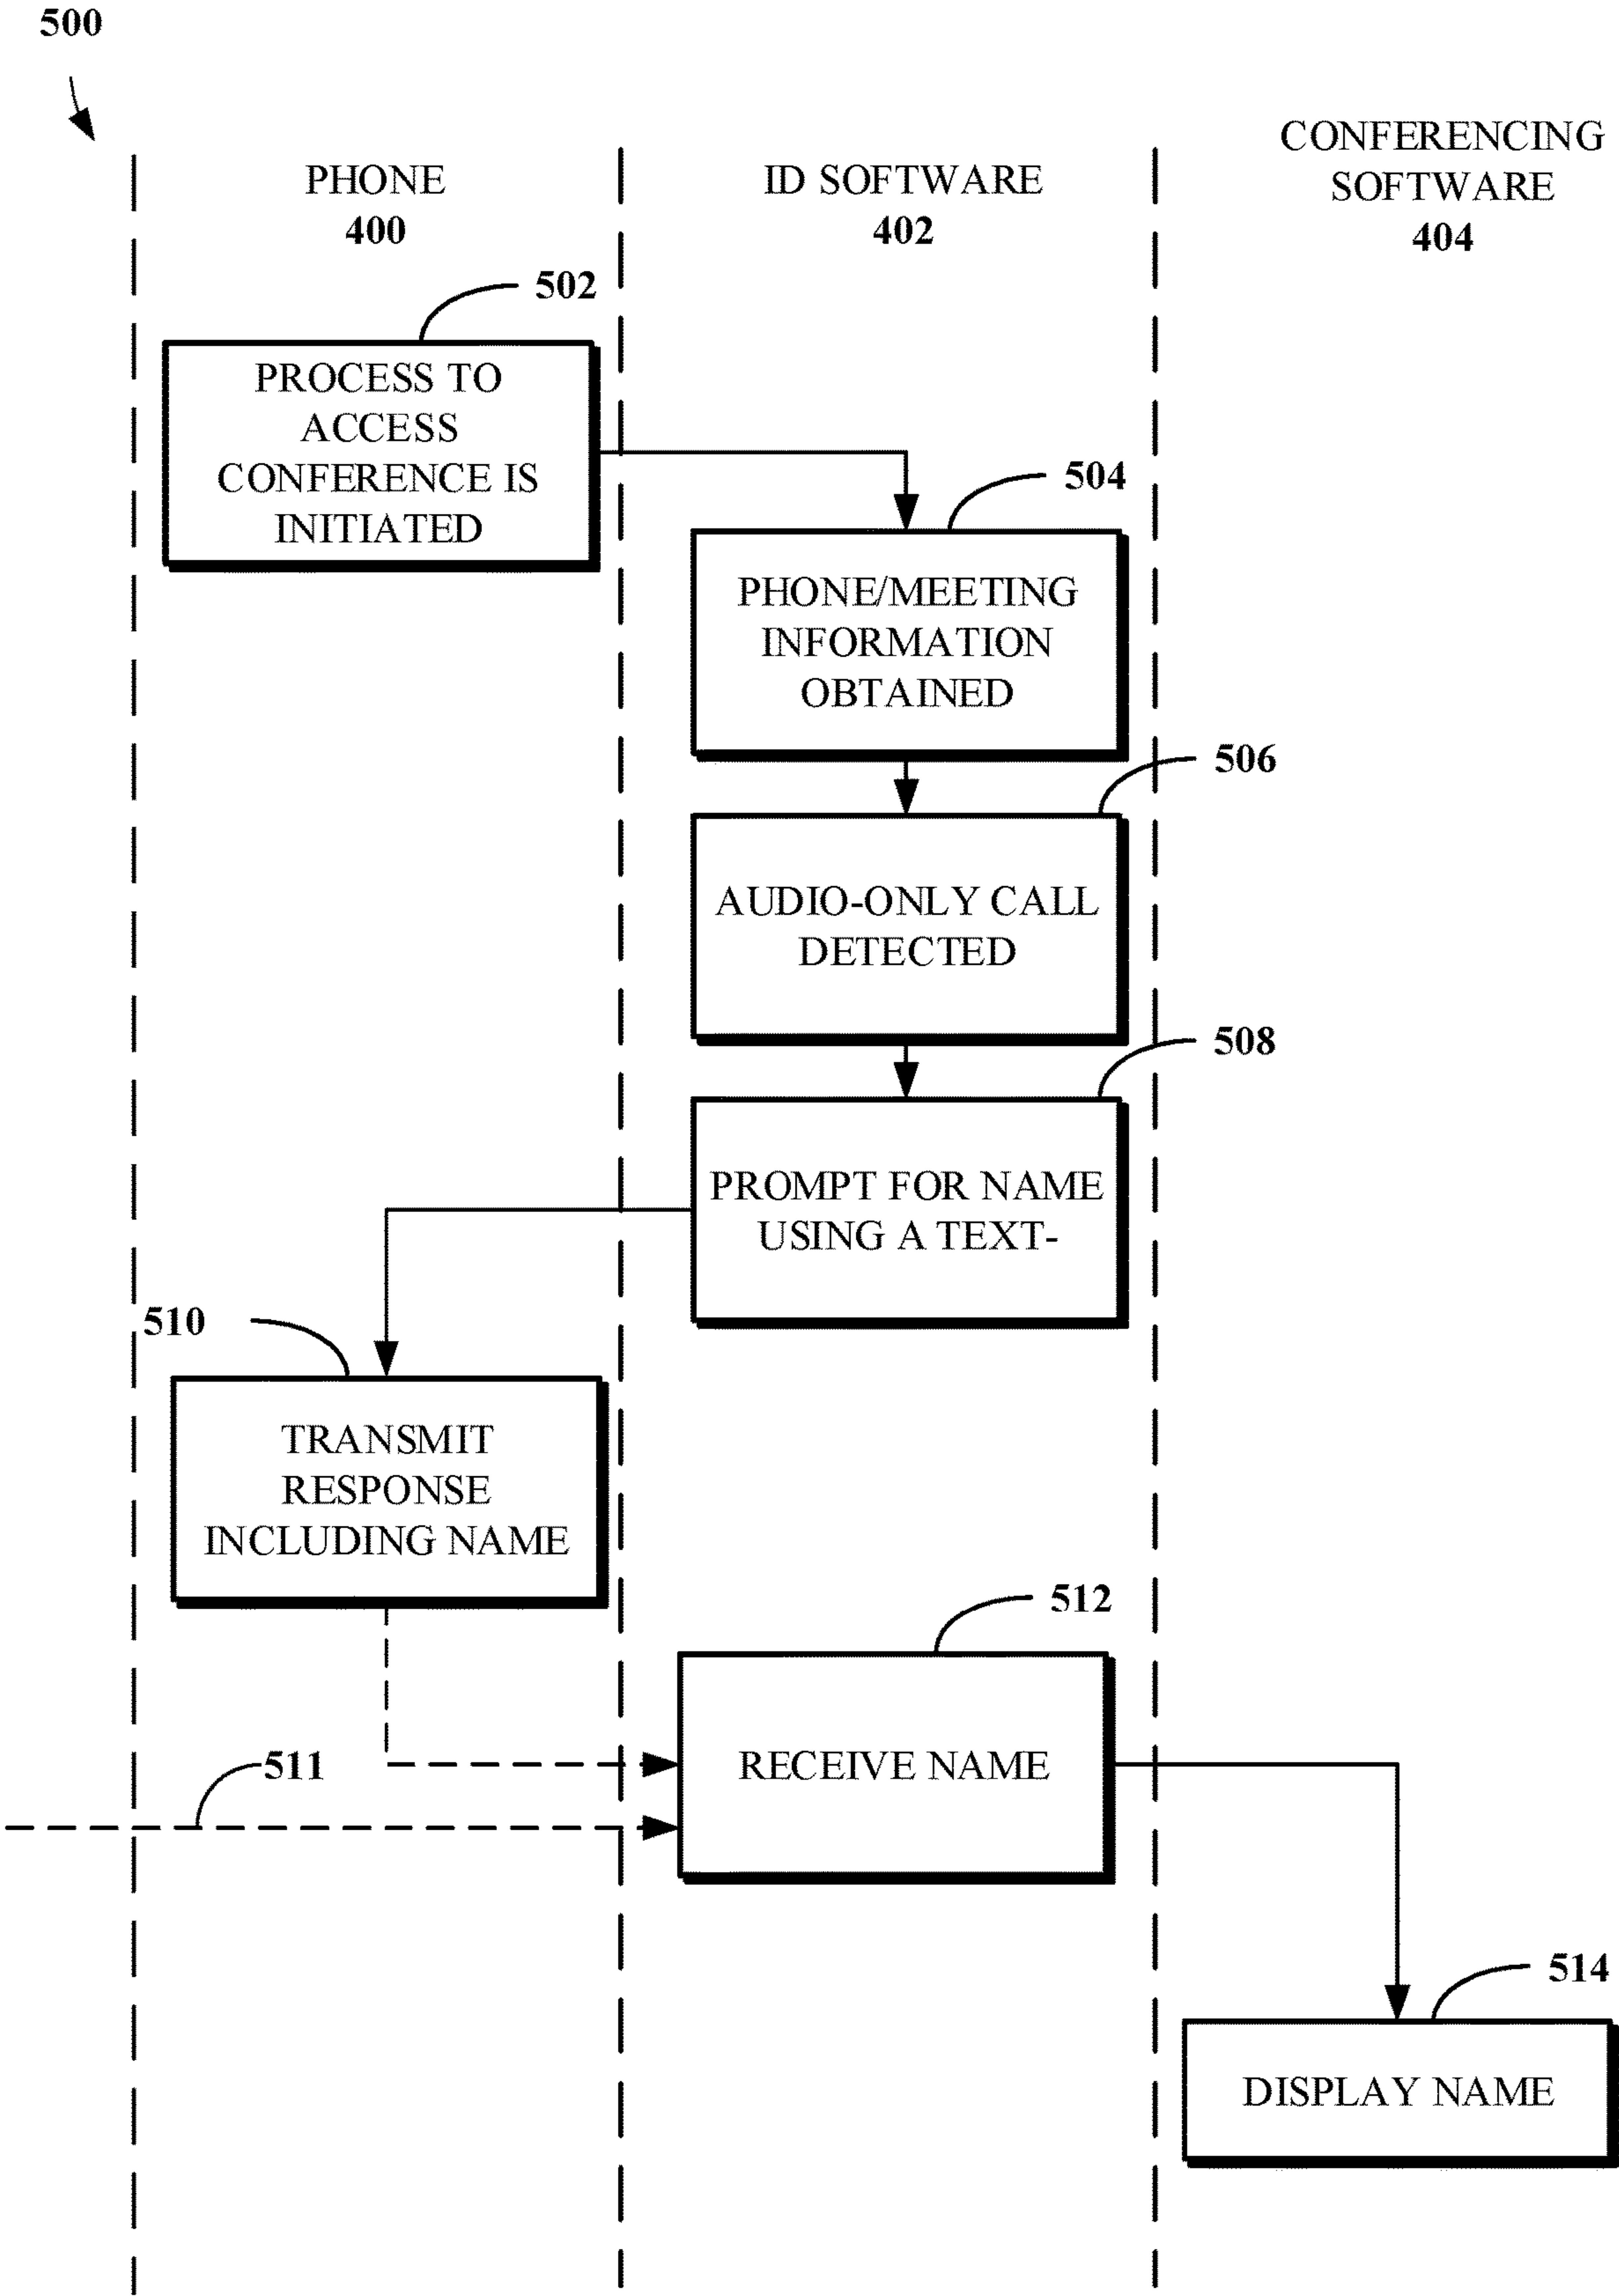 500
PHONE
400
ID SOFTWARE
402
CONFERENCING
SOFTWARE
404
502
PROCESS TO
ACCESS
CONFERENCE IS
INITIATED
504
PHONE/MEETING
INFORMATION
OBTAINED
506
AUDIO-ONLY CALL
DETECTED
508
PROMPT FOR NAME
USING A TEXT-
510
TRANSMIT
RESPONSE
INCLUDING NAME
512
RECEIVE NAME
511
514
DISPLAY NAME